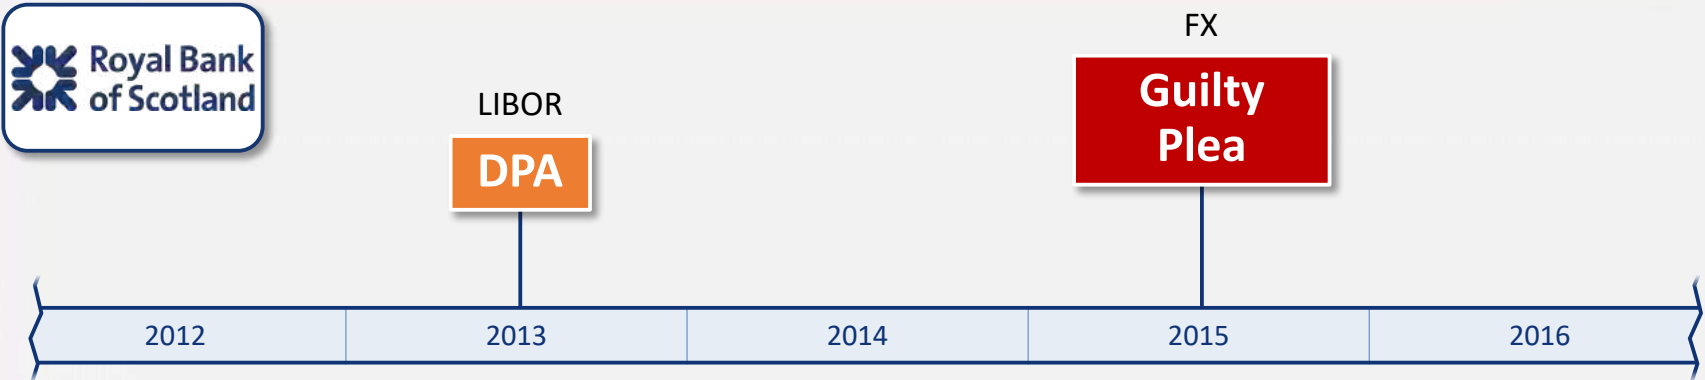 Royal Bank
of Scotland
LIBOR
DPA
FX
Guilty
Plea
2012 2013 2014 2015 2016